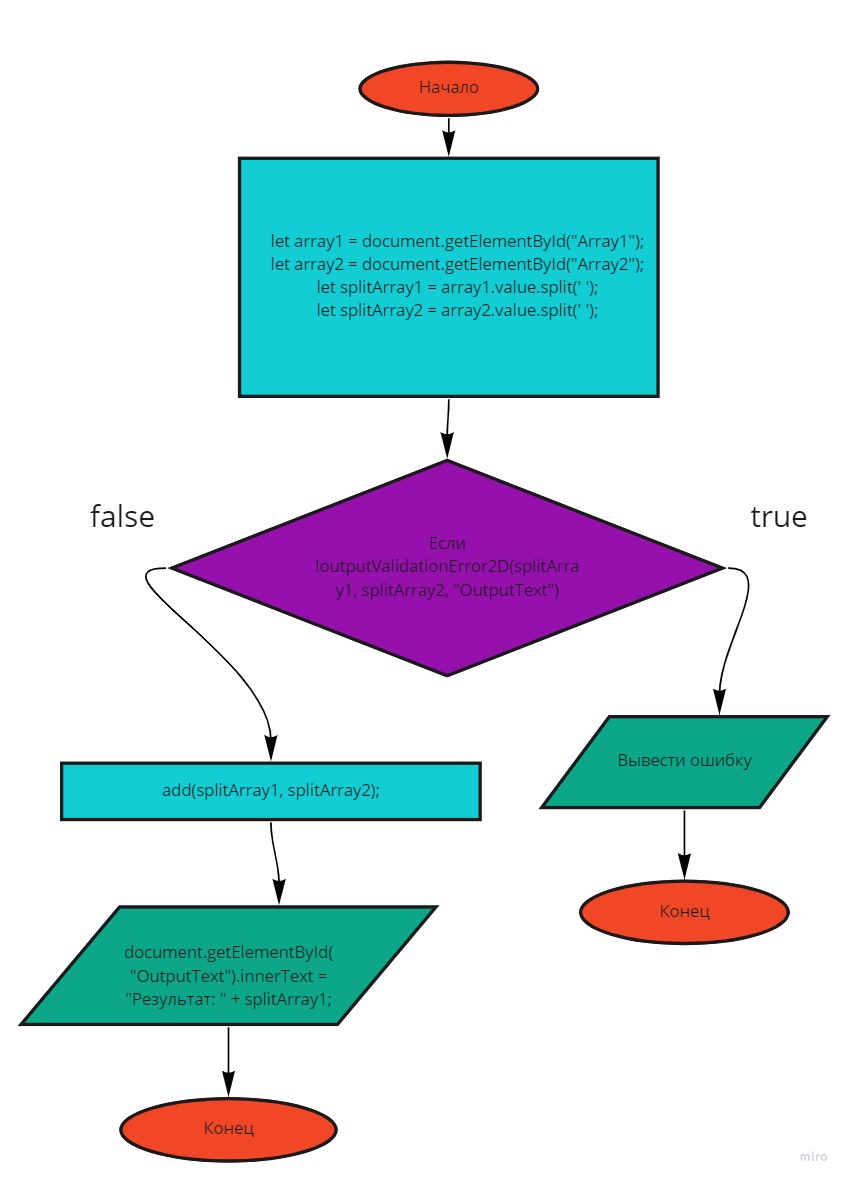 Начало
let array1 = document.getElementById("Array1");
let array2 = document.getElementById("Array2");
let splitArray1 = array1.value.split(' ');
let splitArray2 = array2.value.split(' ');
false
true
Если
!outputValidationError2D(splitArra
y1, splitArray2, "OutputText")
Вывести ошибку
add(splitArray1, splitArray2);
Конец
document.getElementById(
"OutputText").innerText =
"Результат: " + splitArray1;
Конец
miro